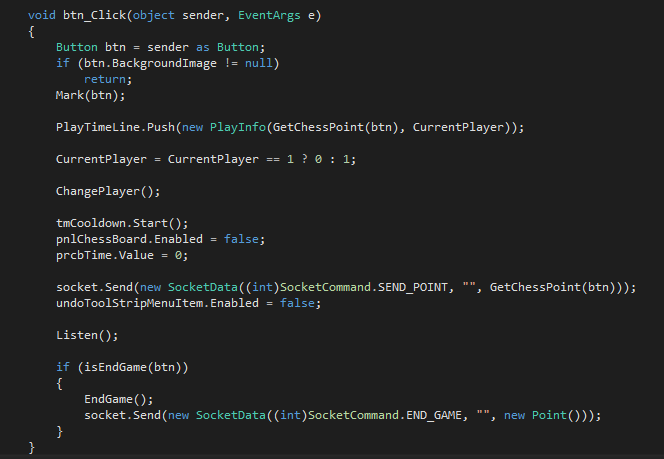 void btn_Click(object sender, EventArgs e)
{
Button btn = sender as Button;
if (btn.BackgroundImage != null)
return;
Mark(btn);
PlayTimeLine.Push(new PlayInfo(GetChessPoint(btn), CurrentPlayer));
CurrentPlayer = CurrentPlayer == 1 ? 0 : 1;
ChangePlayer();
tmCooldown.Start();
pnlChessBoard.Enabled = false;
prcbTime.Value = 0;
socket.Send(new SocketData((int)SocketCommand.SEND_POINT, "", GetChessPoint(btn)));
undoToolStripMenuItem.Enabled = false;
Listen();
if (isEndGame(btn))
{
EndGame();
socket.Send(new SocketData((int)SocketCommand.END_GAME, "", new Point()));
}
}